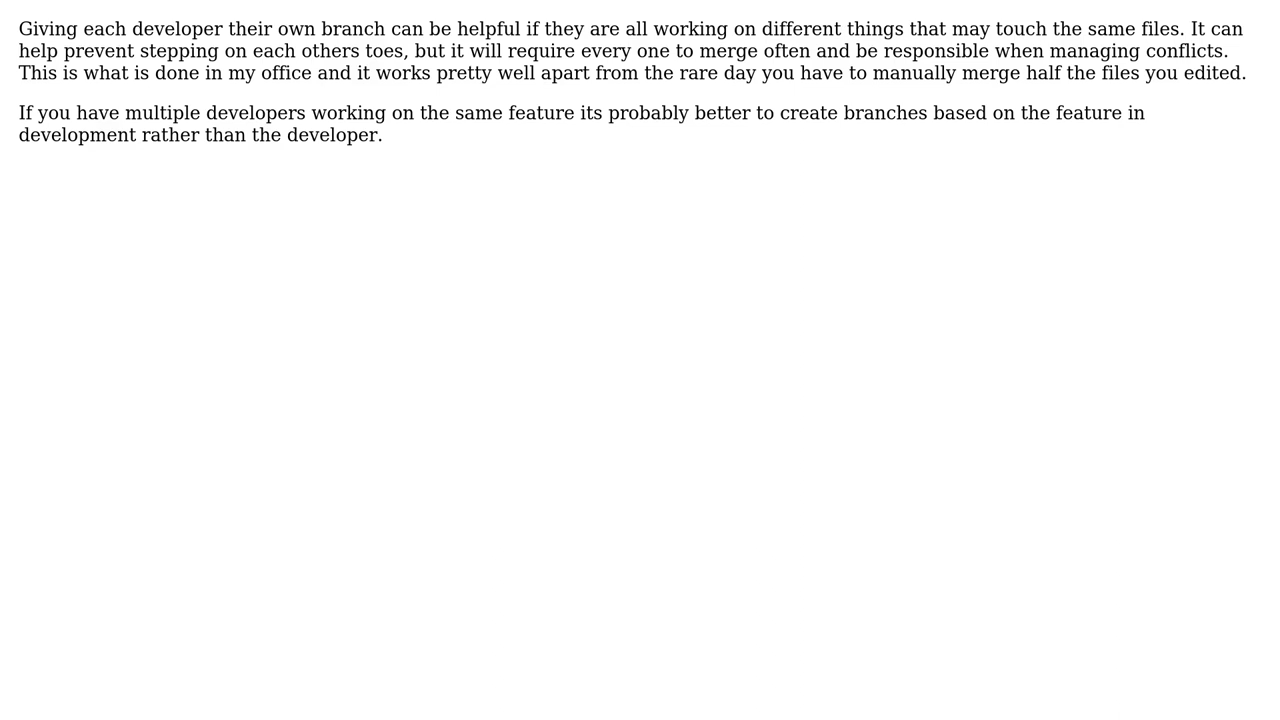 Giving each developer their own branch can be helpful if they are all working on different things that may touch the same files. It can
help prevent stepping on each others toes, but it will require every one to merge often and be responsible when managing conflicts.
This is what is done in my office and it works pretty well apart from the rare day you have to manually merge half the files you edited.
If you have multiple developers working on the same feature its probably better to create branches based on the feature in
development rather than the developer.